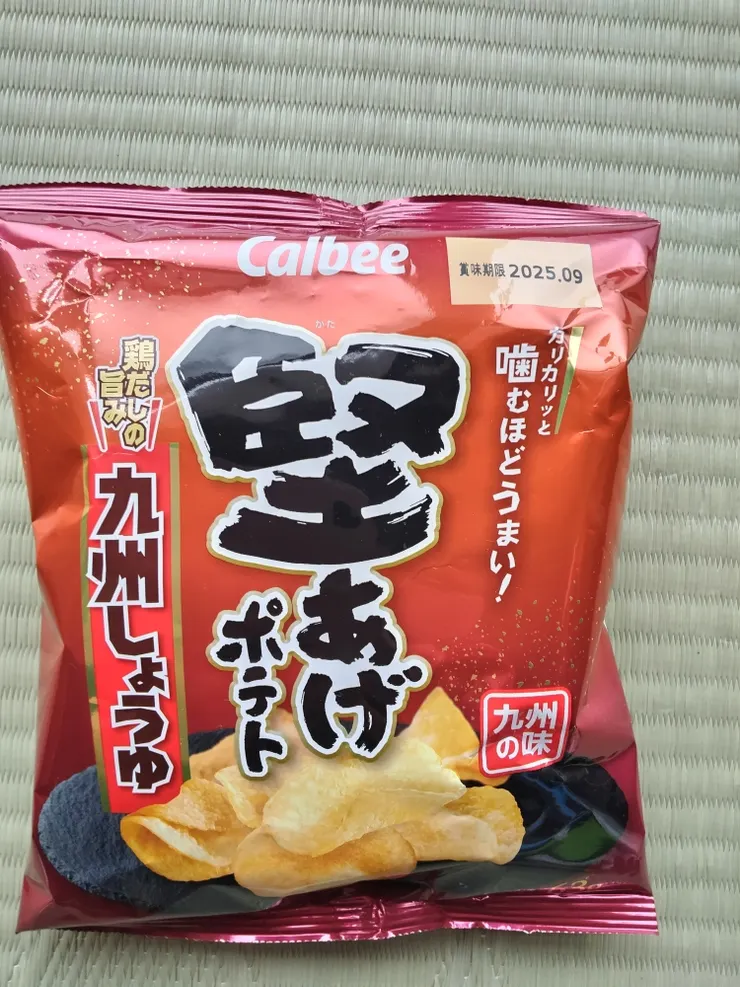 Calbee
賞味期限 2025.09
カリカリッと
噛むほどうまい!
かた
堅あげ
ポテト
鶏だしの
旨み
九州しょうゆ
九州
の味